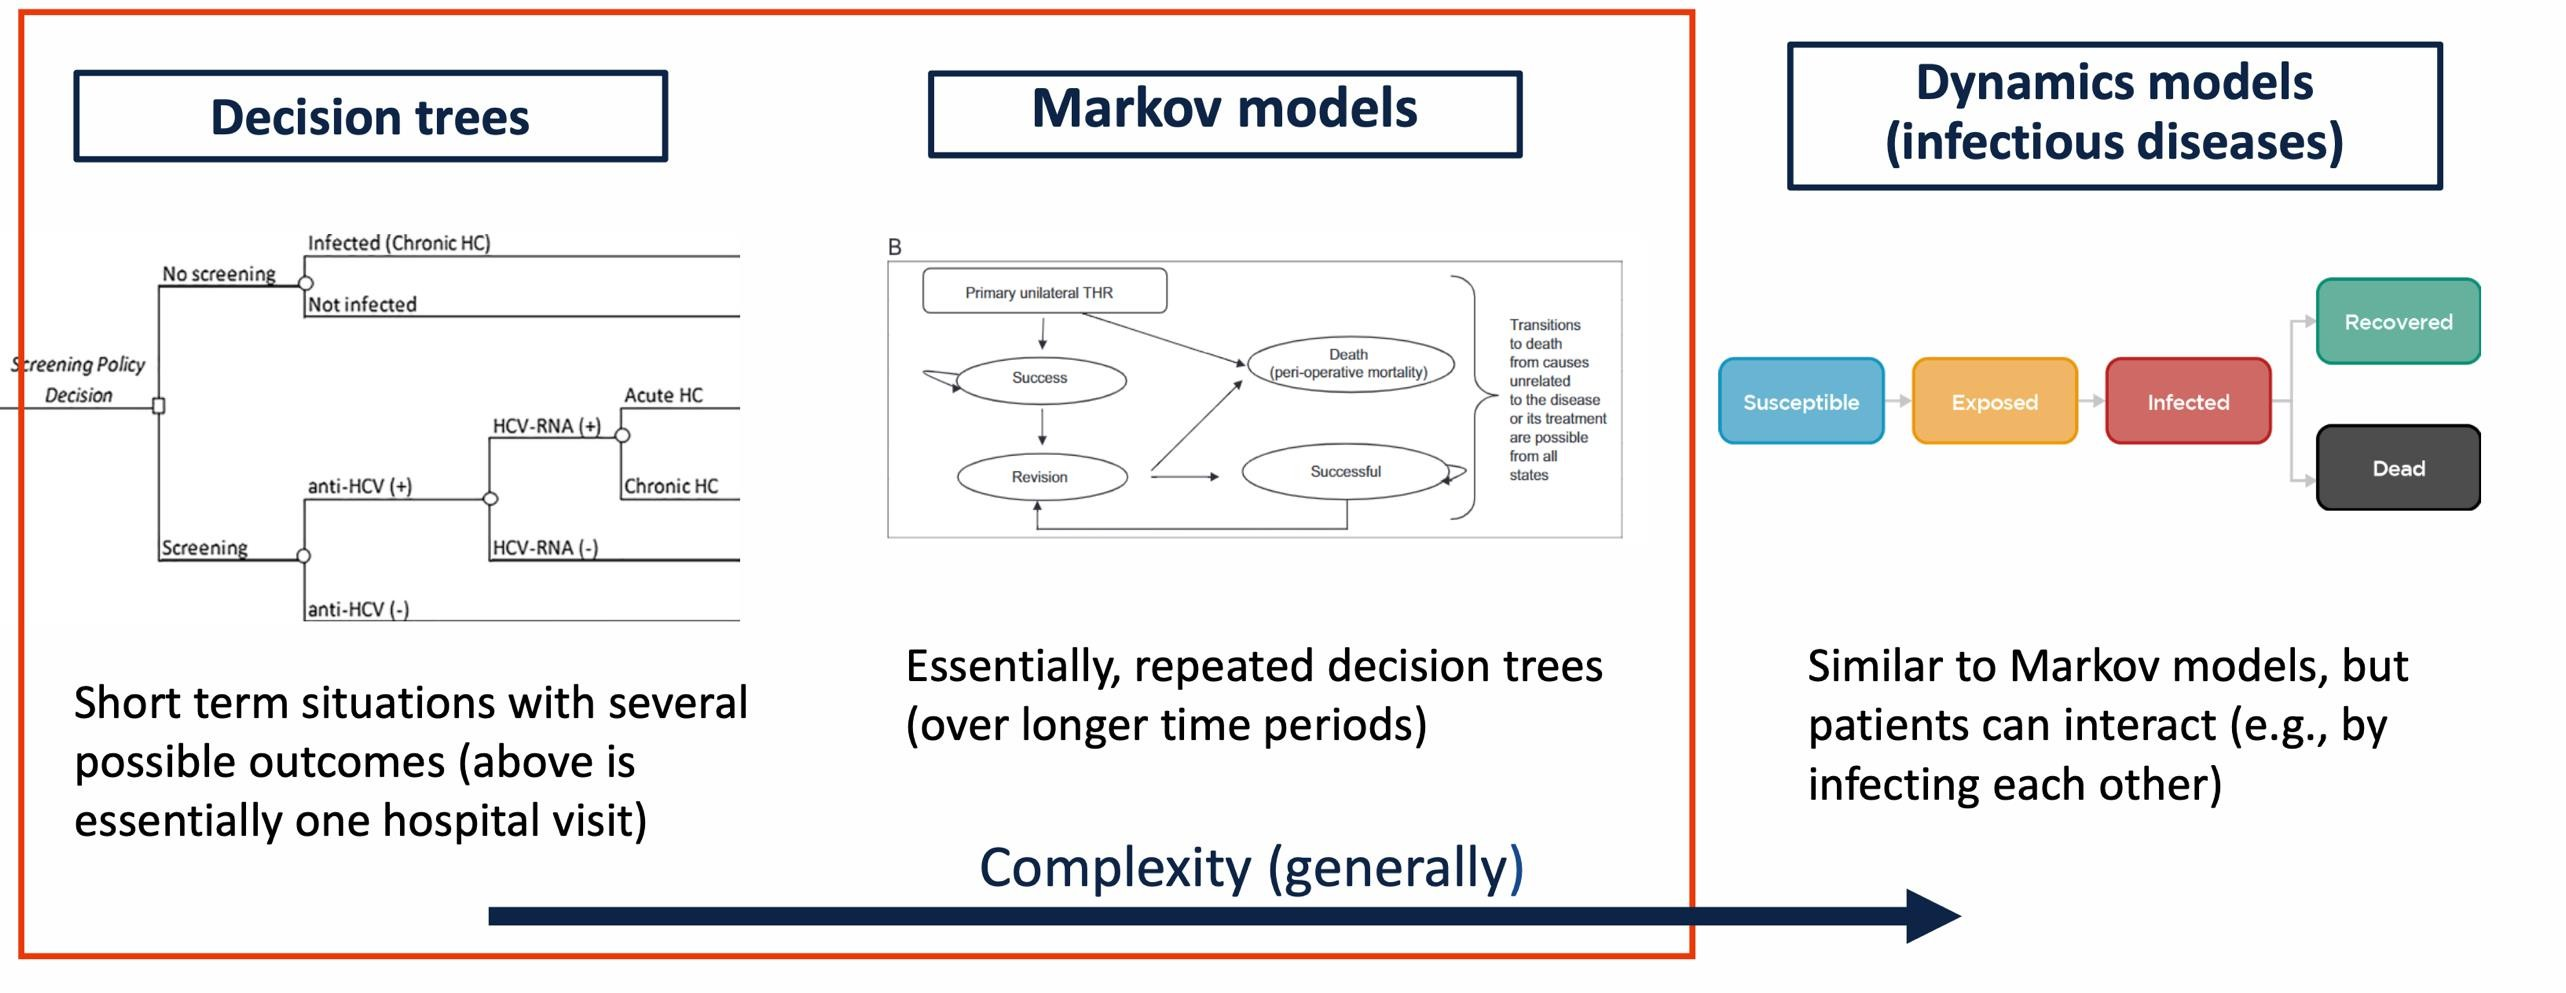 Decision trees
Markov models
Dynamics models
(infectious diseases)
Infected (Chronic HC)
No screening
Not infected
Screening Policy
Decision
Acute HC
HCV-RNA (+)
anti-HCV (+)
Chronic HC
Screening
HCV-RNA (-)
anti-HCV (-)
B
Primary unilateral THR
Success
Death
(peri-operative mortality)
Revision
Successful
Transitions
to death
from causes
unrelated
to the disease
or its treatment
are possible
from all
states
Susceptible
Exposed
Infected
Recovered
Dead
Short term situations with several
possible outcomes (above is
essentially one hospital visit)
Essentially, repeated decision trees
(over longer time periods)
Similar to Markov models, but
patients can interact (e.g., by
infecting each other)
Complexity (generally)